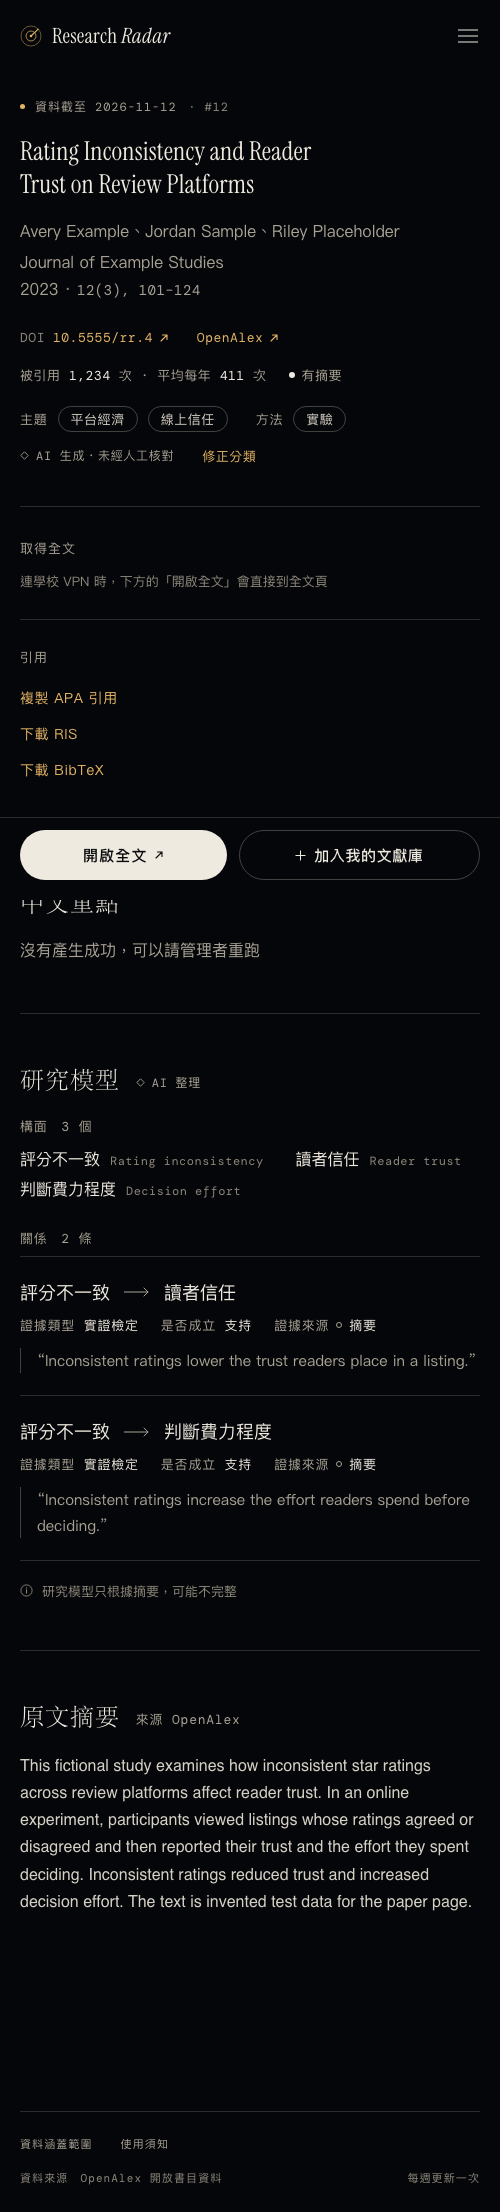 Research Radar
資料截至 2026-11-12 · #12
Rating Inconsistency and Reader
Trust on Review Platforms
Avery Example、Jordan Sample、Riley Placeholder
Journal of Example Studies
2023 · 12(3), 101–124
DOI 10.5555/rr.4 ↗ OpenAlex ↗
被引用 1,234 次 · 平均每年 411 次 有摘要
主題 平台經濟 線上信任 方法 實驗
◇ AI 生成·未經人工核對 修正分類
取得全文
連學校 VPN 時，下方的「開啟全文」會直接到全文頁
引用
複製 APA 引用
下載 RIS
下載 BibTeX
開啟全文 ↗ ＋ 加入我的文獻庫
中文重點
沒有產生成功，可以請管理者重跑
研究模型 ◇ AI 整理
構面 3 個
評分不一致 Rating inconsistency 讀者信任 Reader trust
判斷費力程度 Decision effort
關係 2 條
評分不一致 → 讀者信任
證據類型 實證檢定 是否成立 支持 證據來源 摘要
“Inconsistent ratings lower the trust readers place in a listing.”
評分不一致 → 判斷費力程度
證據類型 實證檢定 是否成立 支持 證據來源 摘要
“Inconsistent ratings increase the effort readers spend before
deciding.”
研究模型只根據摘要，可能不完整
原文摘要 來源 OpenAlex
This fictional study examines how inconsistent star ratings
across review platforms affect reader trust. In an online
experiment, participants viewed listings whose ratings agreed or
disagreed and then reported their trust and the effort they spent
deciding. Inconsistent ratings reduced trust and increased
decision effort. The text is invented test data for the paper page.
資料涵蓋範圍 使用須知
資料來源 OpenAlex 開放書目資料 每週更新一次